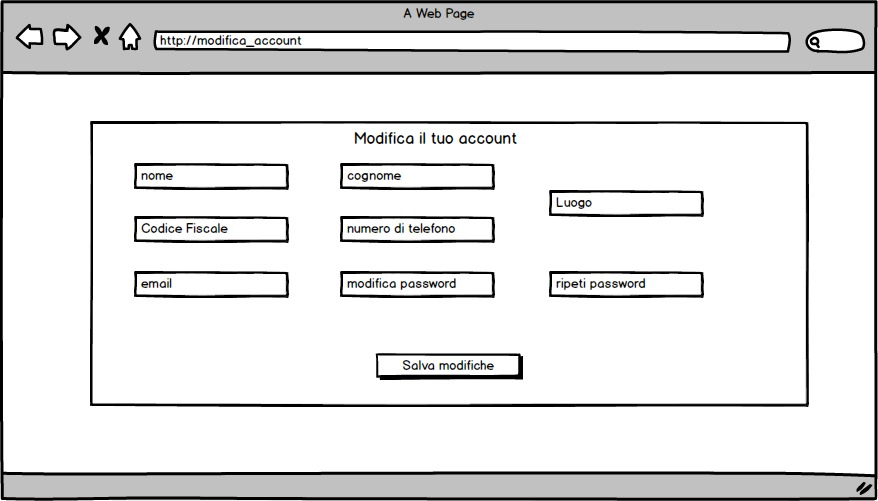 A Web Page
http://modifica_account
Modifica il tuo account
nome
cognome
Luogo
Codice Fiscale
numero di telefono
email
modifica password
ripeti password
Salva modifiche